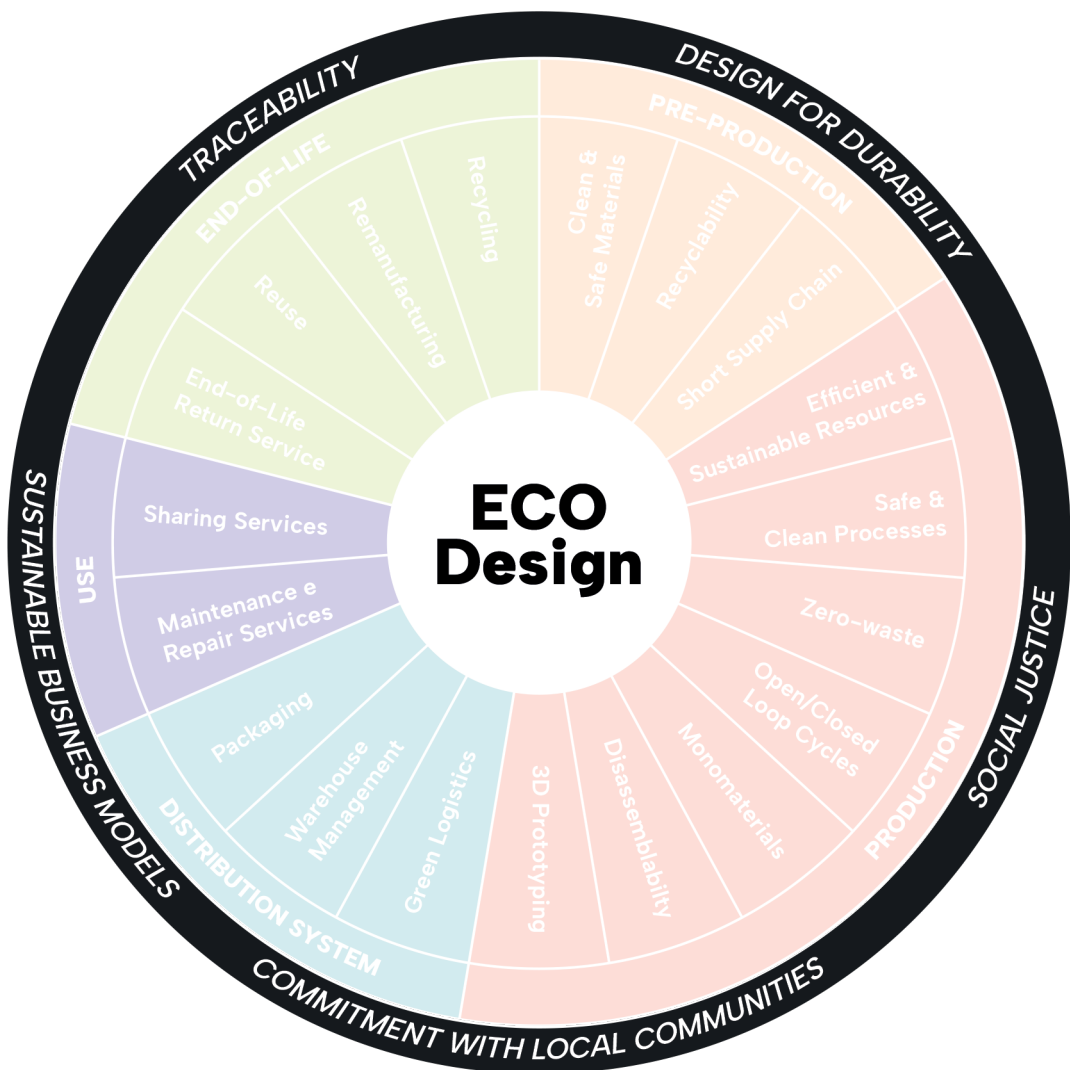 ECO
Design
TRACEABILITY
DESIGN FOR DURABILITY
SOCIAL JUSTICE
COMMITMENT WITH LOCAL COMMUNITIES
SUSTAINABLE BUSINESS MODELS
PRE-PRODUCTION
Clean &
Safe Materials
Recyclability
Short Supply Chain
PRODUCTION
Efficient &
Sustainable Resources
Safe &
Clean Processes
Zero-waste
Open/Closed
Loop Cycles
Monomaterials
Disassemblabilty
3D Prototyping
DISTRIBUTION SYSTEM
Green Logistics
Warehouse
Management
Packaging
USE
Maintenance e
Repair Services
Sharing Services
END-OF-LIFE
End-of-Life
Return Service
Reuse
Remanufacturing
Recycling